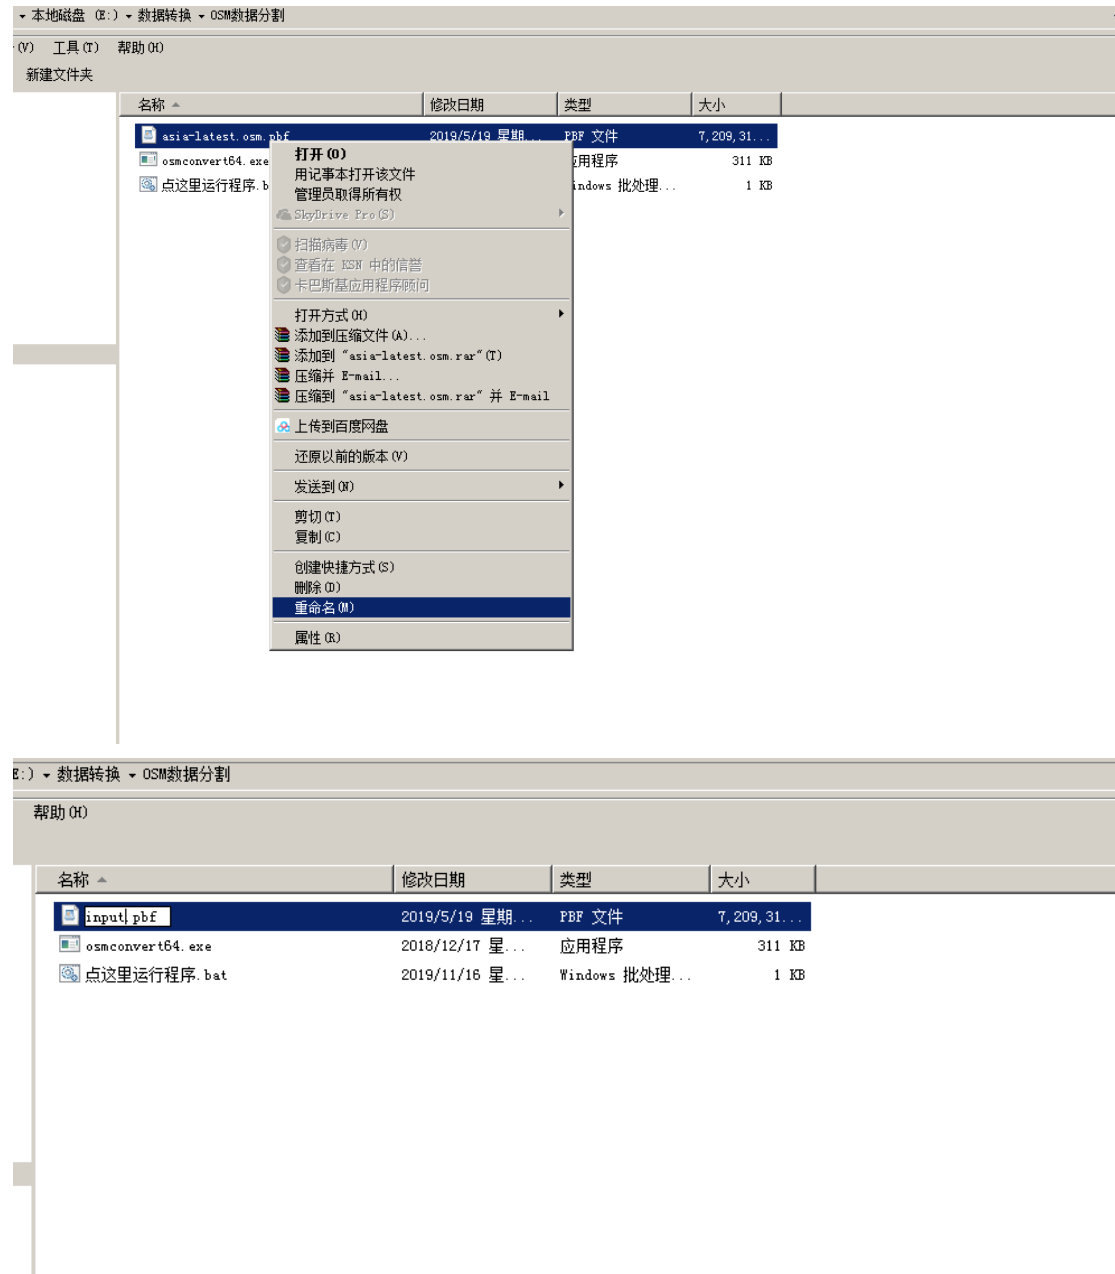 本地磁盘 (E:) 数据转换 OSM数据分割
(V) 工具(T) 帮助(H)
新建文件夹
名称 修改日期 类型 大小
asia-latest.osm.pbf 2019/5/19 星期... PBF 文件 7,209,31...
osmconvert64.exe 应用程序 311 KB
点这里运行程序.b indows 批处理... 1 KB
打开(O)
用记事本打开该文件
管理员取得所有权
SkyDrive Pro(S)
扫描病毒(V)
查看在 KSN 中的信誉
卡巴斯基应用程序顾问
打开方式(H)
添加到压缩文件(A)...
添加到 "asia-latest.osm.rar"(T)
压缩并 E-mail...
压缩到 "asia-latest.osm.rar" 并 E-mail
上传到百度网盘
还原以前的版本(V)
发送到(N)
剪切(T)
复制(C)
创建快捷方式(S)
删除(D)
重命名(M)
属性(R)
E:) 数据转换 OSM数据分割
帮助(H)
名称 修改日期 类型 大小
input.pbf 2019/5/19 星期... PBF 文件 7,209,31...
osmconvert64.exe 2018/12/17 星... 应用程序 311 KB
点这里运行程序.bat 2019/11/16 星... Windows 批处理... 1 KB